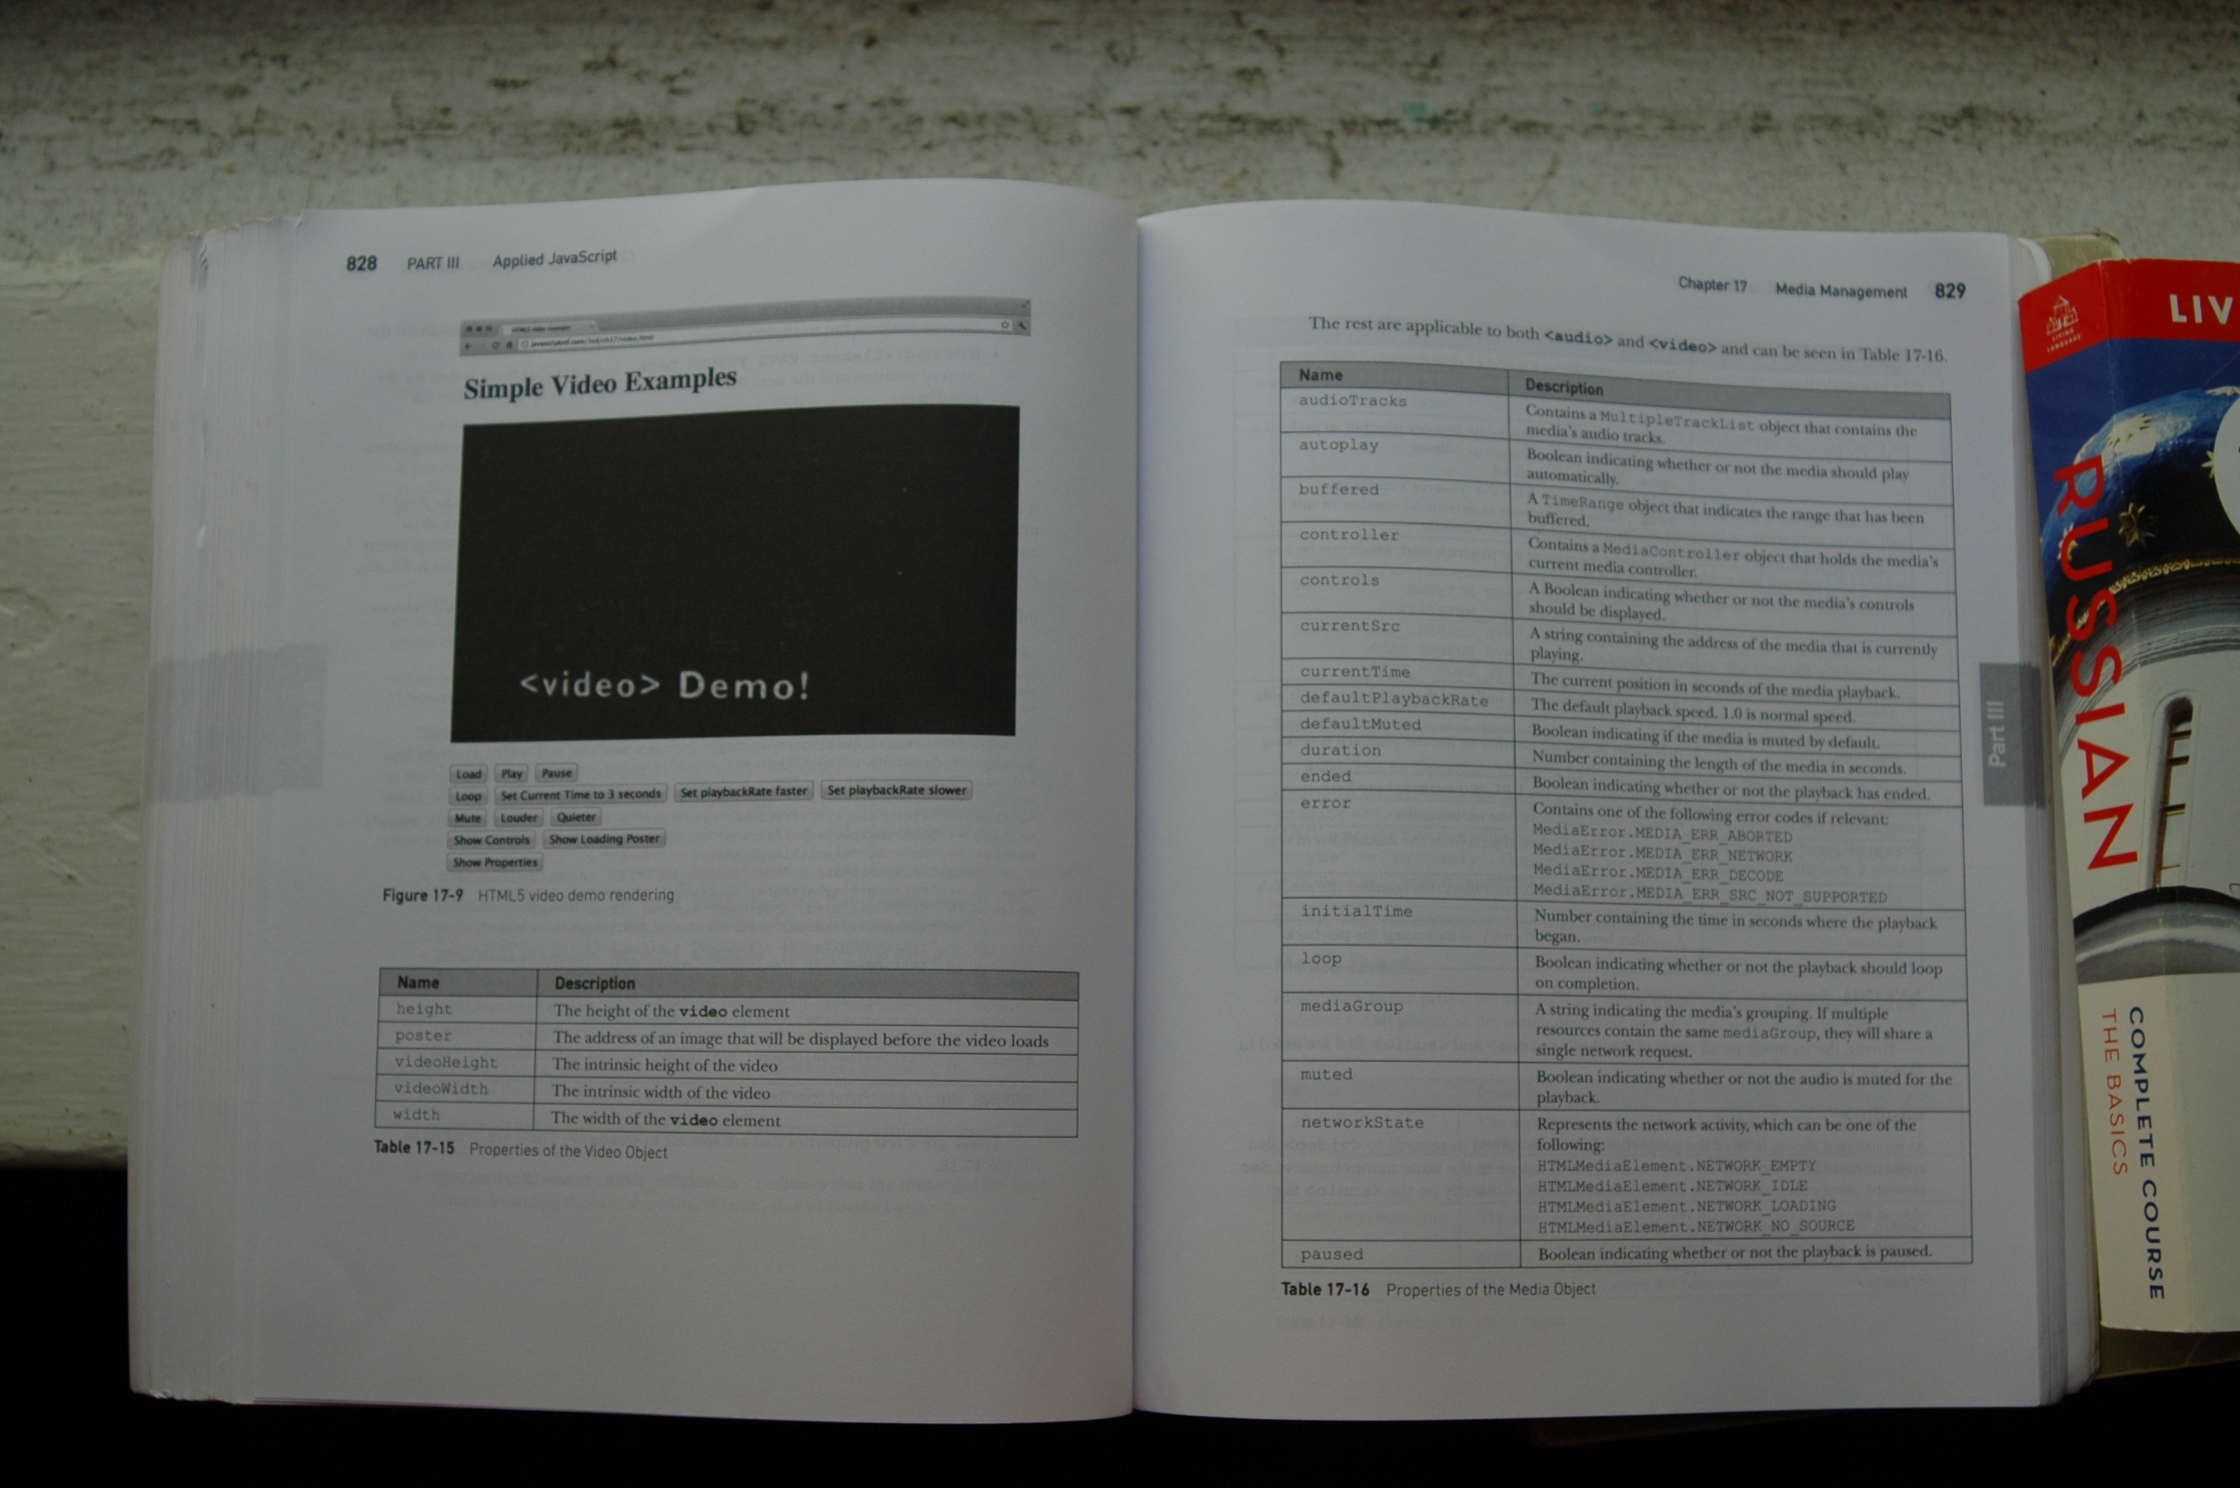 828 PART III Applied JavaScript
Simple Video Examples
<video> Demo!
Load Play Pause
Loop Set Current Time to 3 seconds Set playbackRate faster Set playbackRate slower
Mute Louder Quieter
Show Controls Show Loading Poster
Show Properties
Figure 17-9 HTML5 video demo rendering
Name Description
height The height of the video element
poster The address of an image that will be displayed before the video loads
videoHeight The intrinsic height of the video
videoWidth The intrinsic width of the video
width The width of the video element
Table 17-15 Properties of the Video Object
Chapter 17 Media Management 829
The rest are applicable to both <audio> and <video> and can be seen in Table 17-16.
Name Description
audioTracks Contains a MultipleTrackList object that contains the
media's audio tracks.
autoplay Boolean indicating whether or not the media should play
automatically.
buffered A TimeRange object that indicates the range that has been
buffered.
controller Contains a MediaController object that holds the media's
current media controller.
controls A Boolean indicating whether or not the media's controls
should be displayed.
currentSrc A string containing the address of the media that is currently
playing.
currentTime The current position in seconds of the media playback.
defaultPlaybackRate The default playback speed. 1.0 is normal speed.
defaultMuted Boolean indicating if the media is muted by default.
duration Number containing the length of the media in seconds.
ended Boolean indicating whether or not the playback has ended.
error Contains one of the following error codes if relevant:
MediaError.MEDIA_ERR_ABORTED
MediaError.MEDIA_ERR_NETWORK
MediaError.MEDIA_ERR_DECODE
MediaError.MEDIA_ERR_SRC_NOT_SUPPORTED
initialTime Number containing the time in seconds where the playback
began.
loop Boolean indicating whether or not the playback should loop
on completion.
mediaGroup A string indicating the media's grouping. If multiple
resources contain the same mediaGroup, they will share a
single network request.
muted Boolean indicating whether or not the audio is muted for the
playback.
networkState Represents the network activity, which can be one of the
following:
HTMLMediaElement.NETWORK_EMPTY
HTMLMediaElement.NETWORK_IDLE
HTMLMediaElement.NETWORK_LOADING
HTMLMediaElement.NETWORK_NO_SOURCE
paused Boolean indicating whether or not the playback is paused.
Table 17-16 Properties of the Media Object
Part III
LIV
LIVING
LANGUAGE
RUSSIAN
COMPLETE COURSE
THE BASICS